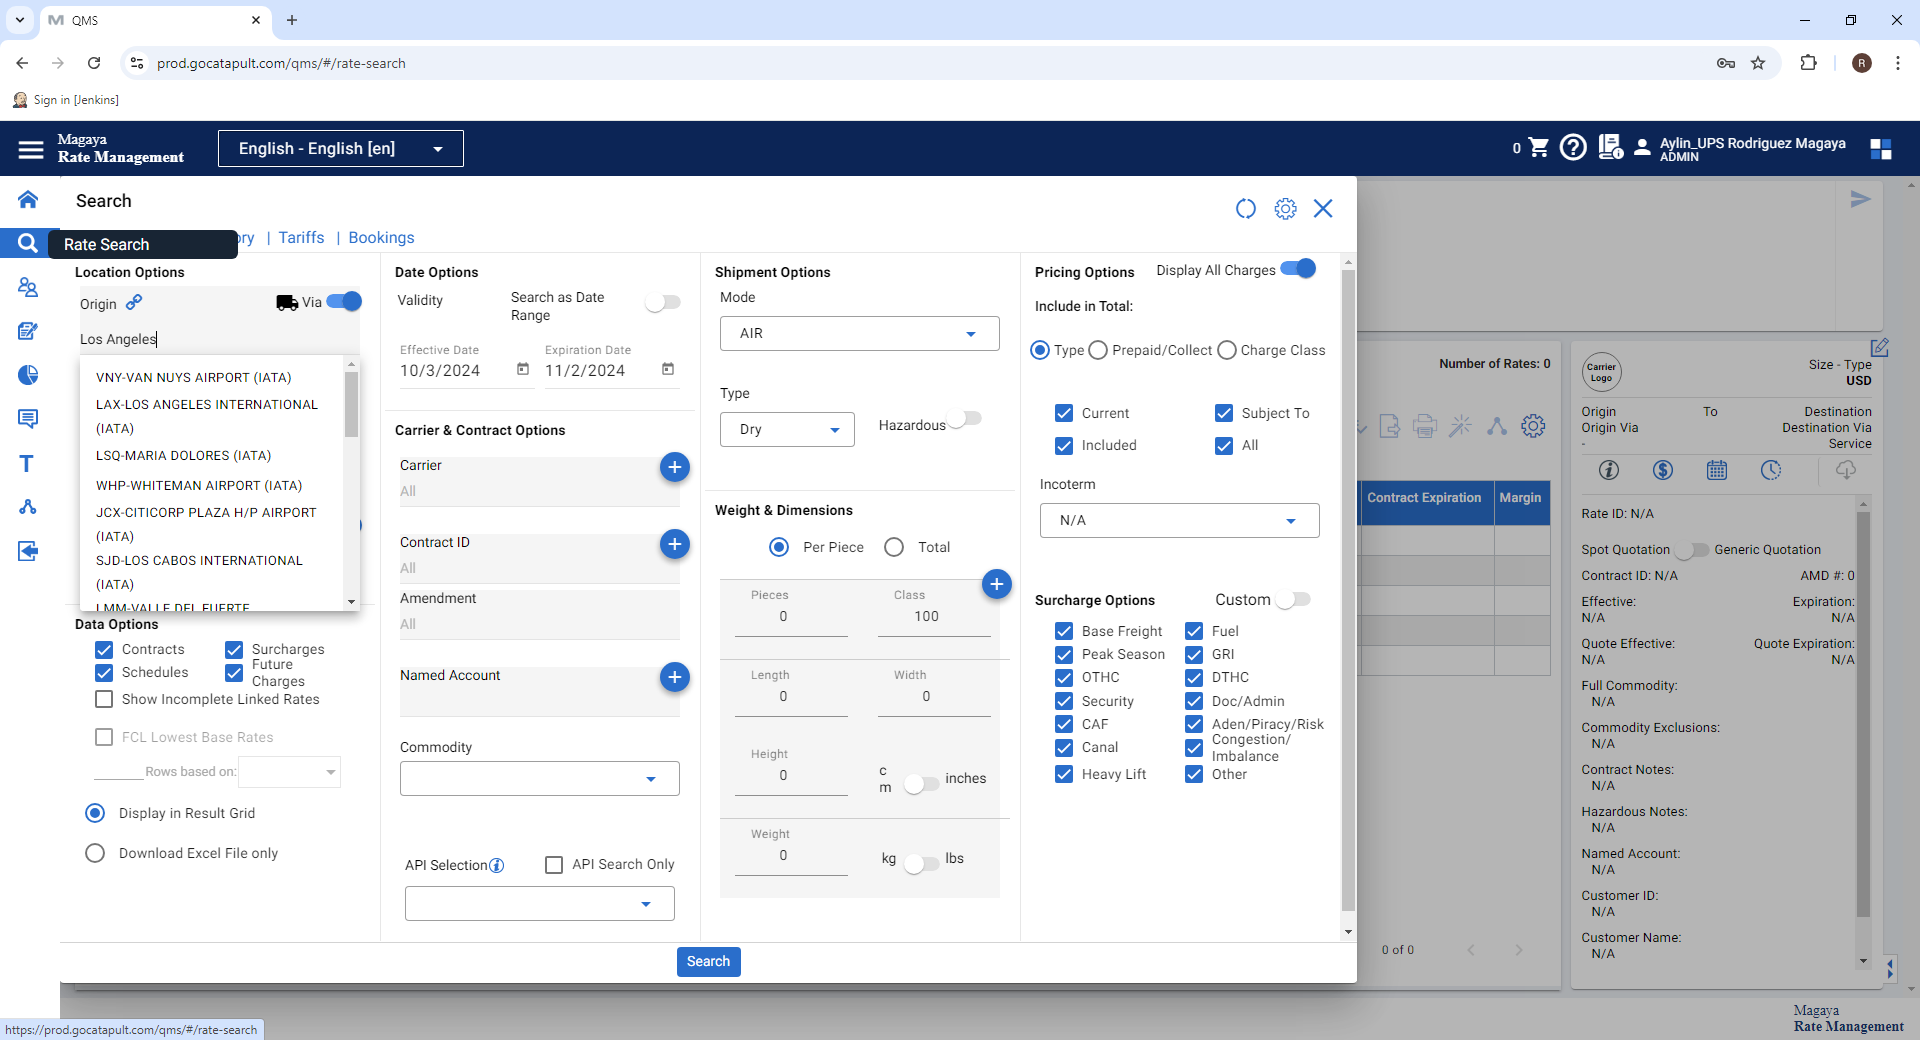 QMS
prod.gocatapult.com/qms/#/rate-search
R
Sign in [Jenkins]
Magaya
Rate Management
English - English [en]
0
Aylin_UPS Rodriguez Magaya
ADMIN
Search
Rate Search
ory | Tariffs | Bookings
Location Options
Origin
Via
Los Angeles
VNY-VAN NUYS AIRPORT (IATA)
LAX-LOS ANGELES INTERNATIONAL
(IATA)
LSQ-MARIA DOLORES (IATA)
WHP-WHITEMAN AIRPORT (IATA)
JCX-CITICORP PLAZA H/P AIRPORT
(IATA)
SJD-LOS CABOS INTERNATIONAL
(IATA)
LMM-VALLE DEL FUERTE
Data Options
Contracts
Surcharges
Schedules
Future
Charges
Show Incomplete Linked Rates
FCL Lowest Base Rates
Rows based on:
Display in Result Grid
Download Excel File only
Date Options
Validity
Search as Date
Range
Effective Date
10/3/2024
Expiration Date
11/2/2024
Carrier & Contract Options
Carrier
All
Contract ID
All
Amendment
All
Named Account
Commodity
API Selection
API Search Only
Shipment Options
Mode
AIR
Type
Dry
Hazardous
Weight & Dimensions
Per Piece
Total
Pieces
0
Class
100
Length
0
Width
0
Height
0
c
m
inches
Weight
0
kg
lbs
Pricing Options
Display All Charges
Include in Total:
Type
Prepaid/Collect
Charge Class
Current
Subject To
Included
All
Incoterm
N/A
Surcharge Options
Custom
Base Freight
Fuel
Peak Season
GRI
OTHC
DTHC
Security
Doc/Admin
CAF
Aden/Piracy/Risk
Canal
Congestion/
Imbalance
Heavy Lift
Other
Search
Number of Rates: 0
Contract Expiration
Margin
0 of 0
Carrier
Logo
Size - Type
USD
Origin
To
Destination
Origin Via
Destination Via
-
Service
Rate ID: N/A
Spot Quotation
Generic Quotation
Contract ID: N/A
AMD #: 0
Effective:
Expiration:
N/A
N/A
Quote Effective:
Quote Expiration:
N/A
N/A
Full Commodity:
N/A
Commodity Exclusions:
N/A
Contract Notes:
N/A
Hazardous Notes:
N/A
Named Account:
N/A
Customer ID:
N/A
Customer Name:
N/A
Magaya
Rate Management
https://prod.gocatapult.com/qms/#/rate-search